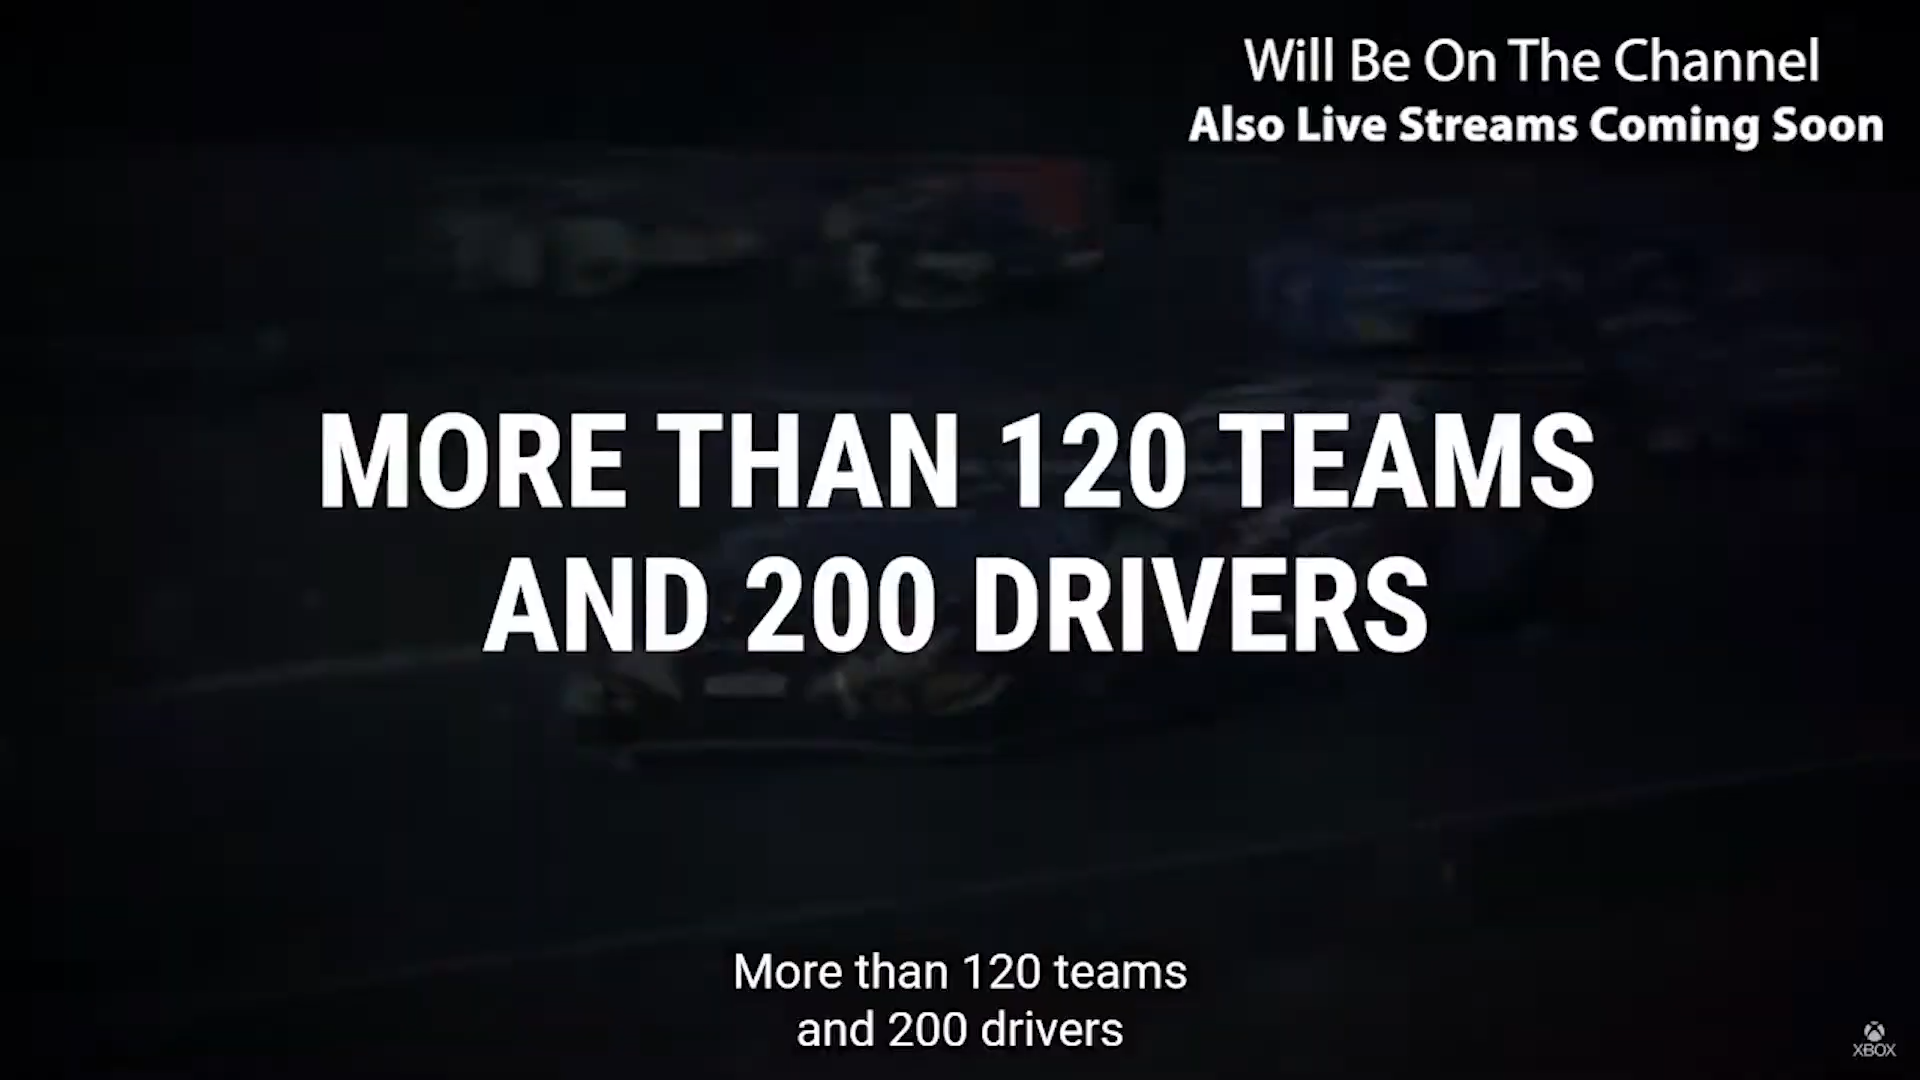 Will Be On The Channel
Also Live Streams Coming Soon
MORE THAN 120 TEAMS
AND 200 DRIVERS
More than 120 teams
and 200 drivers
XBOX